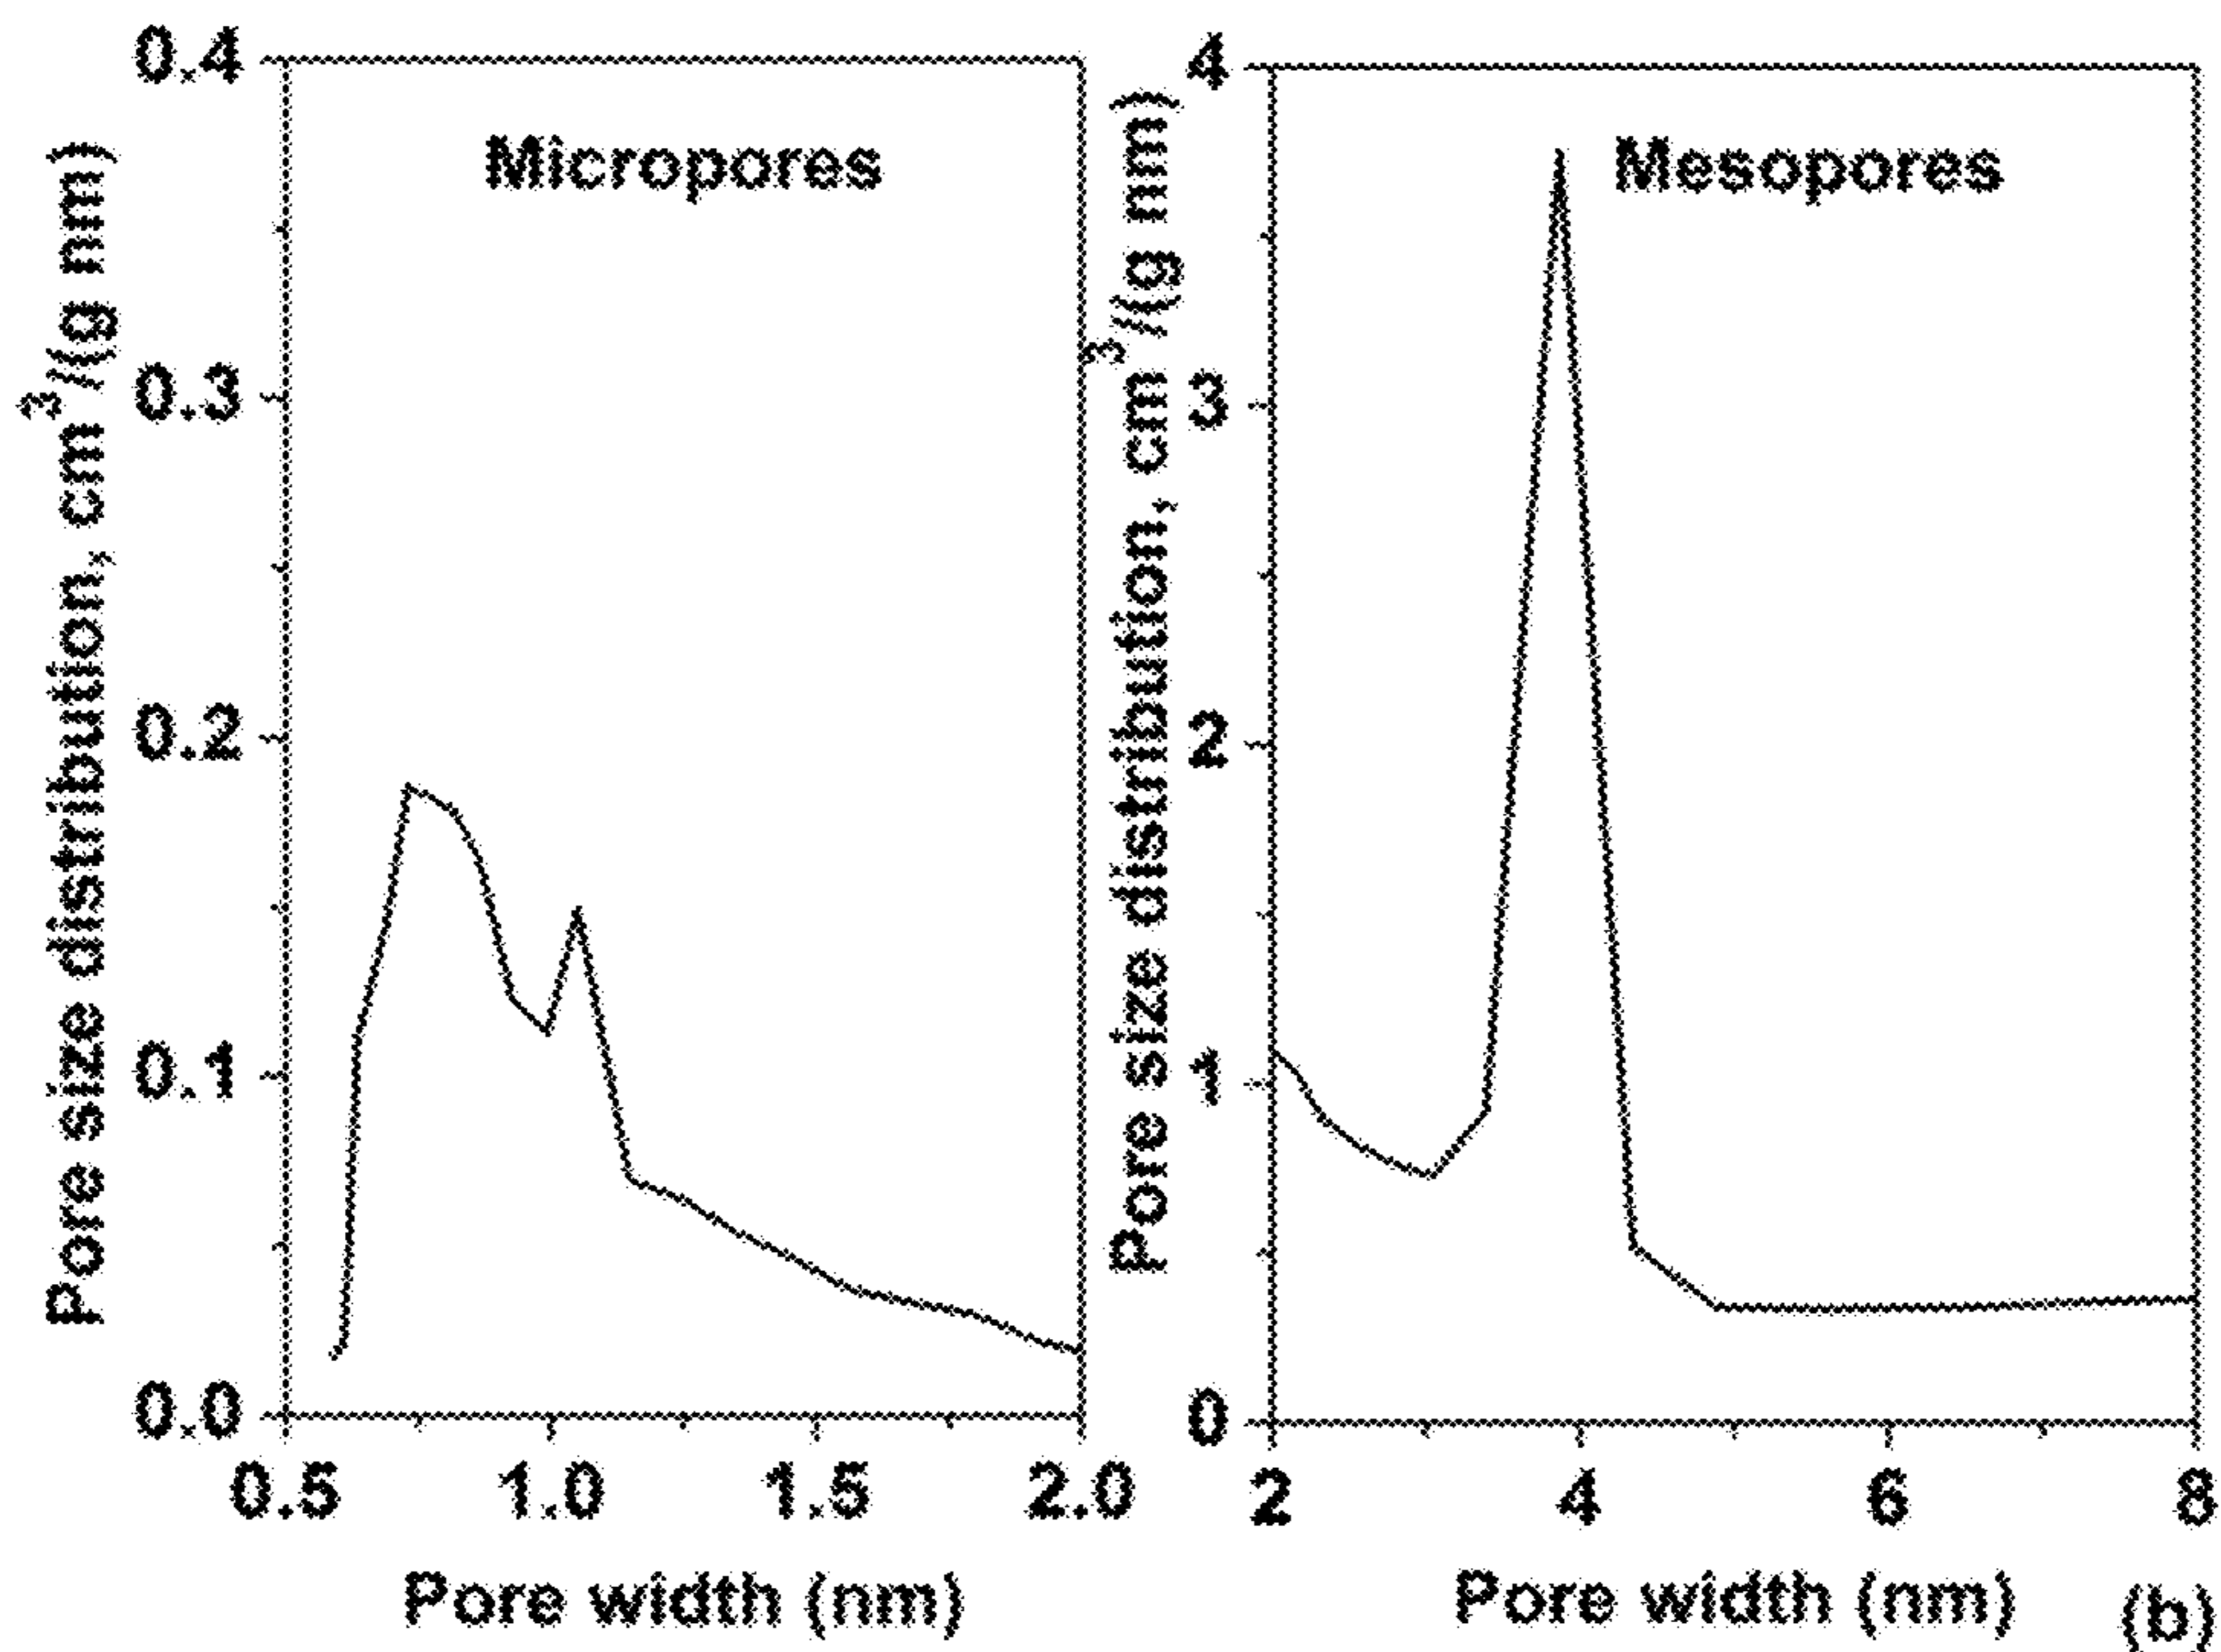 Micropores
Pore size distribution, cm³/(g nm)
0.4
0.3
0.2
0.1
0.0
0.5 1.0 1.5 2.0
Pore width (nm)
Mesopores
Pore size distribution, cm³/(g nm)
4
3
2
1
0
2 4 6 8
Pore width (nm)
(b)